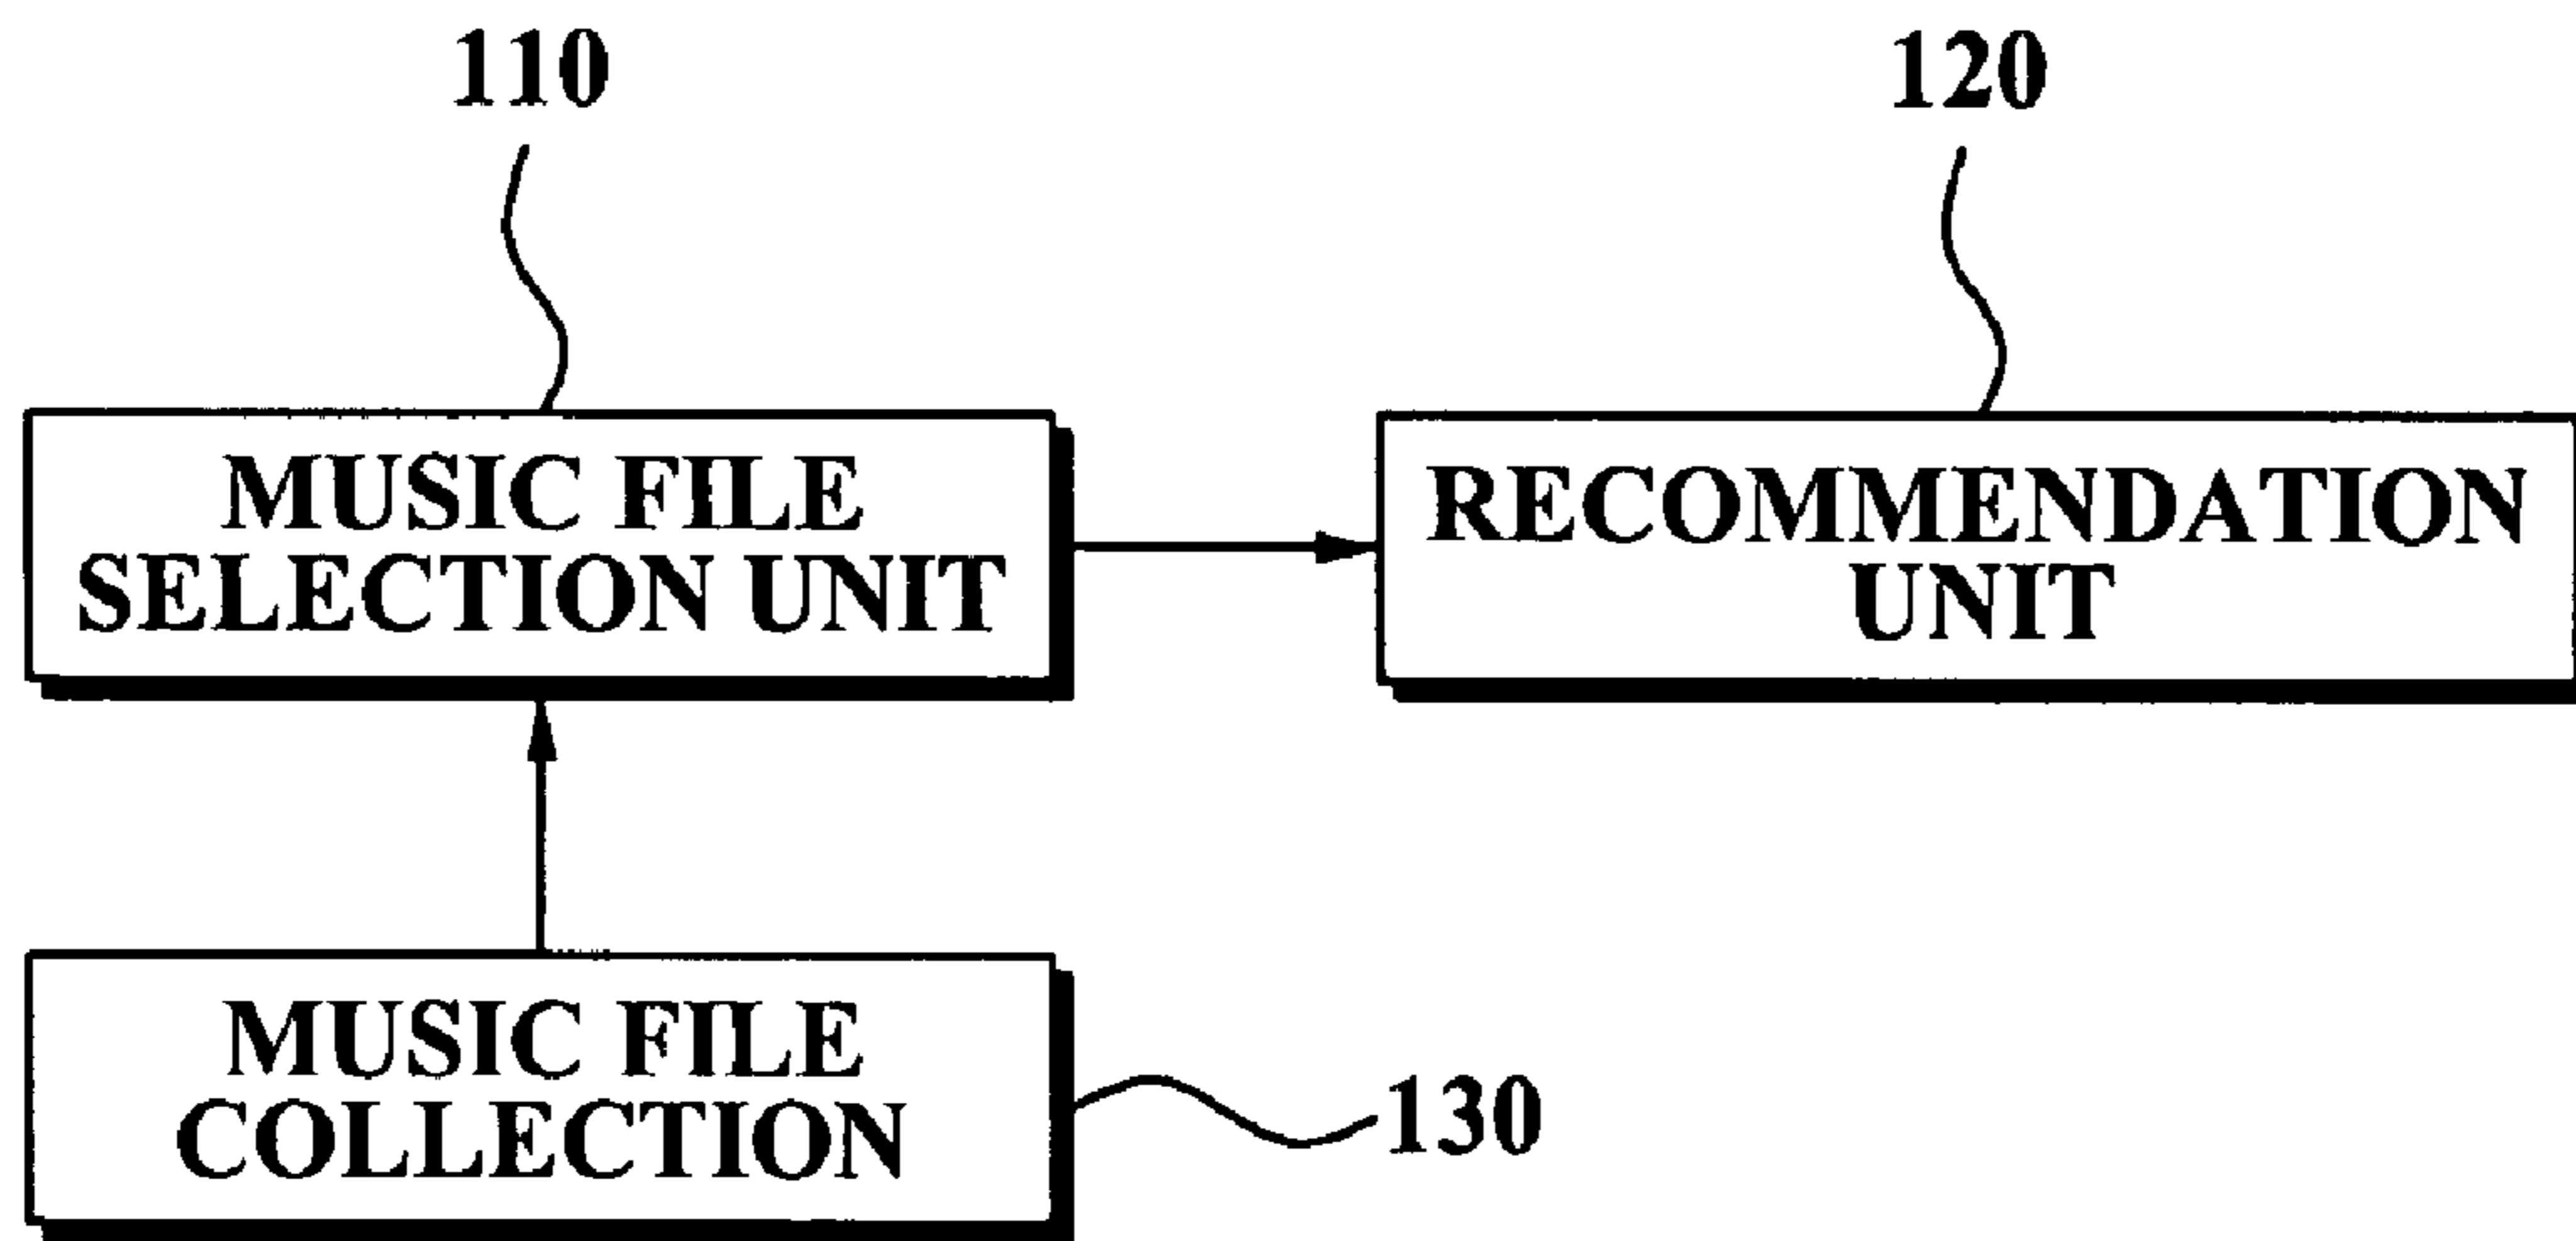 110
120
MUSIC FILE
SELECTION UNIT
RECOMMENDATION
UNIT
MUSIC FILE
COLLECTION
130